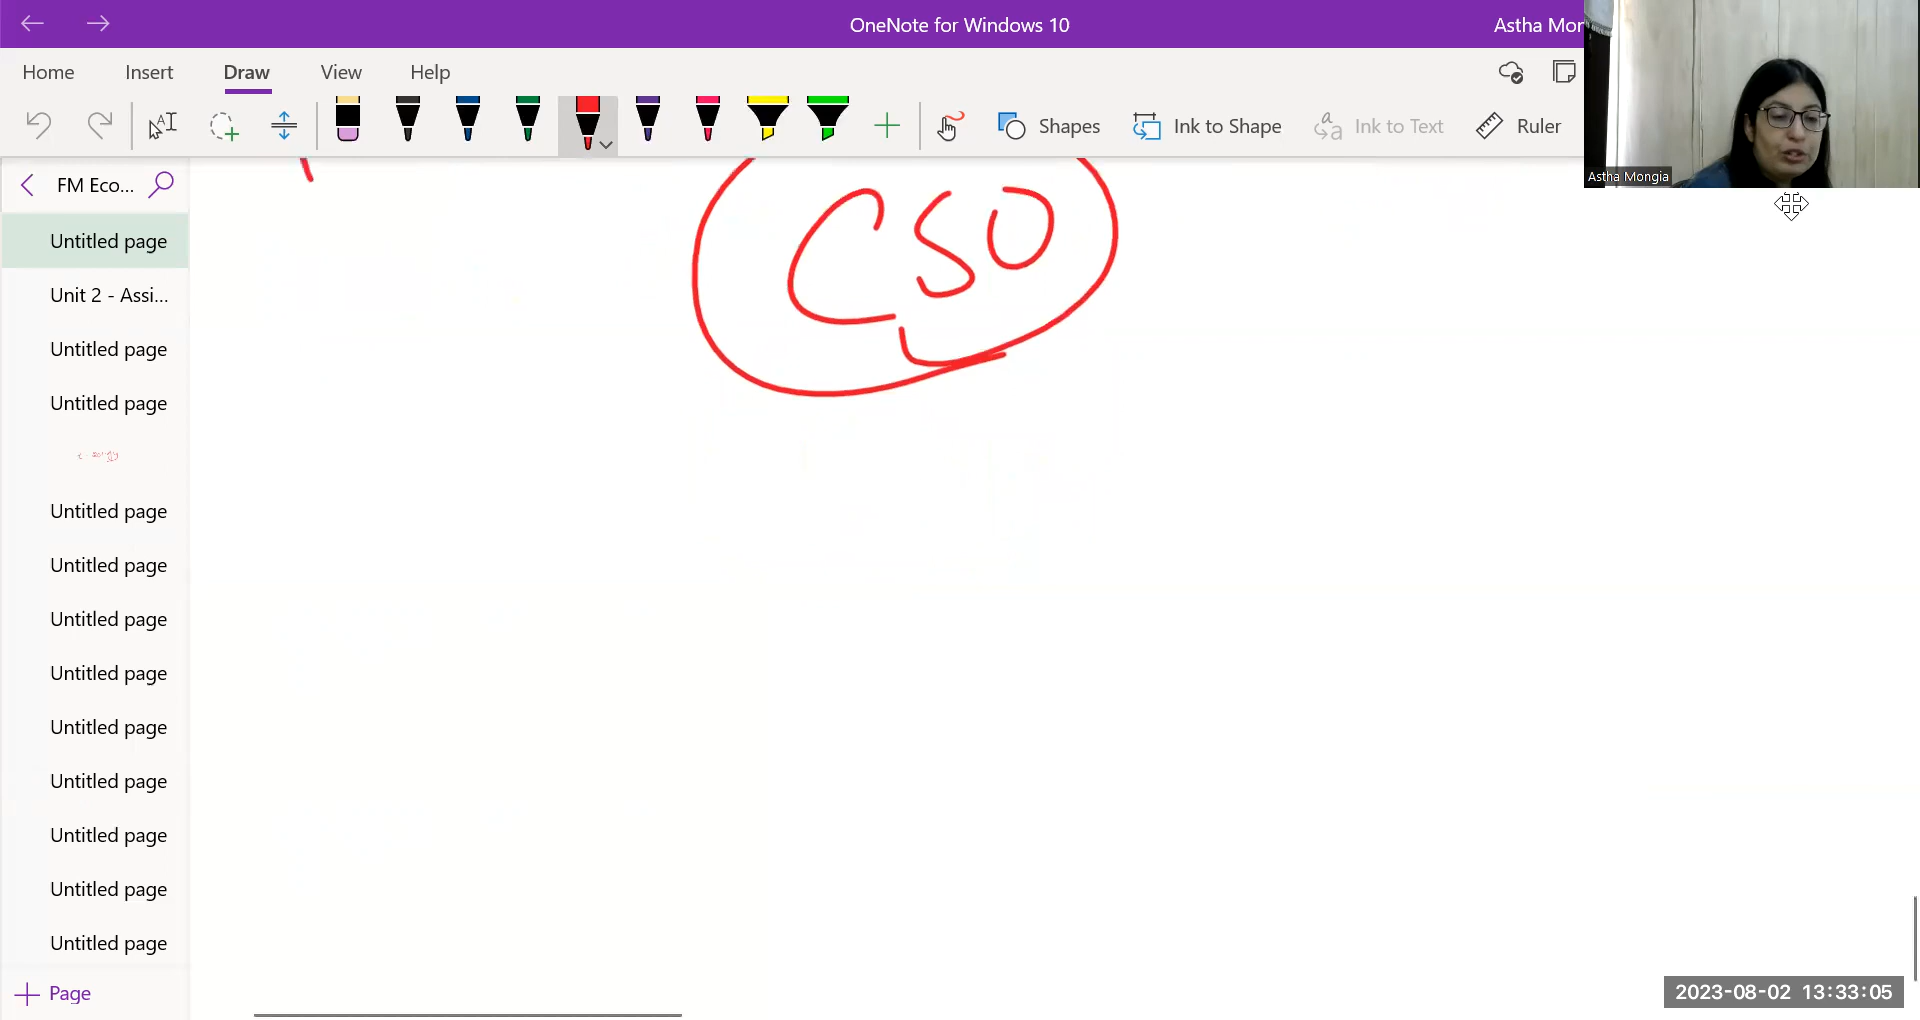 OneNote for Windows 10
Astha Mon
Home Insert Draw View Help
Shapes Ink to Shape Ink to Text Ruler
Astha Mongia
FM Eco...
Untitled page
Unit 2 - Assi...
Untitled page
Untitled page
Untitled page
Untitled page
Untitled page
Untitled page
Untitled page
Untitled page
Untitled page
Untitled page
Untitled page
Page
CSO
2023-08-02 13:33:05